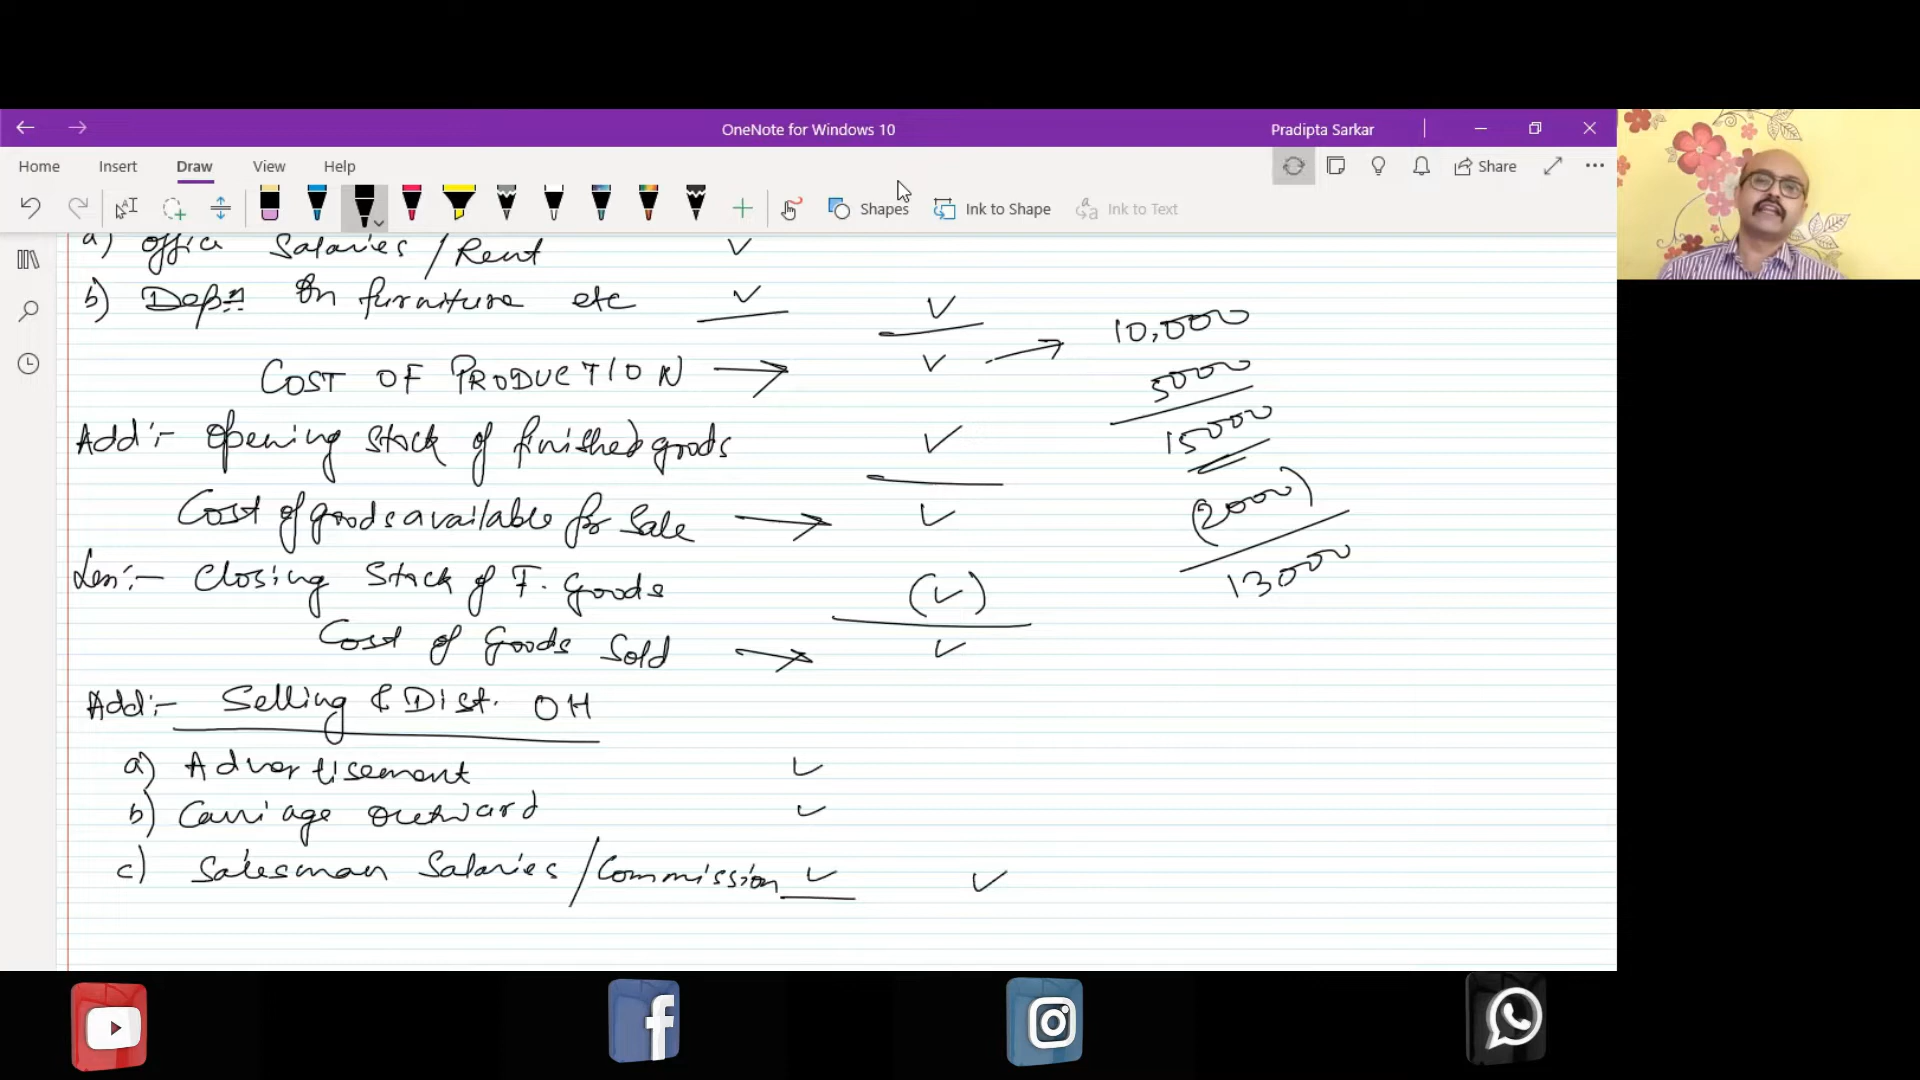 OneNote for Windows 10
Pradipta Sarkar
Home Insert Draw View Help
Share
Shapes Ink to Shape Ink to Text
a) Office Salaries / Rent
b) Depn. On furniture etc
COST OF PRODUCTION
10,000
5000
Add:- Opening Stock of finished goods
15000
Cost of goods available for Sale
(2000)
Less:- Closing Stock of F. Goods
13000
Cost of Goods Sold
Add:- Selling & Dist. OH
a) Advertisement
b) Carriage Outward
c) Salesman Salaries / Commission